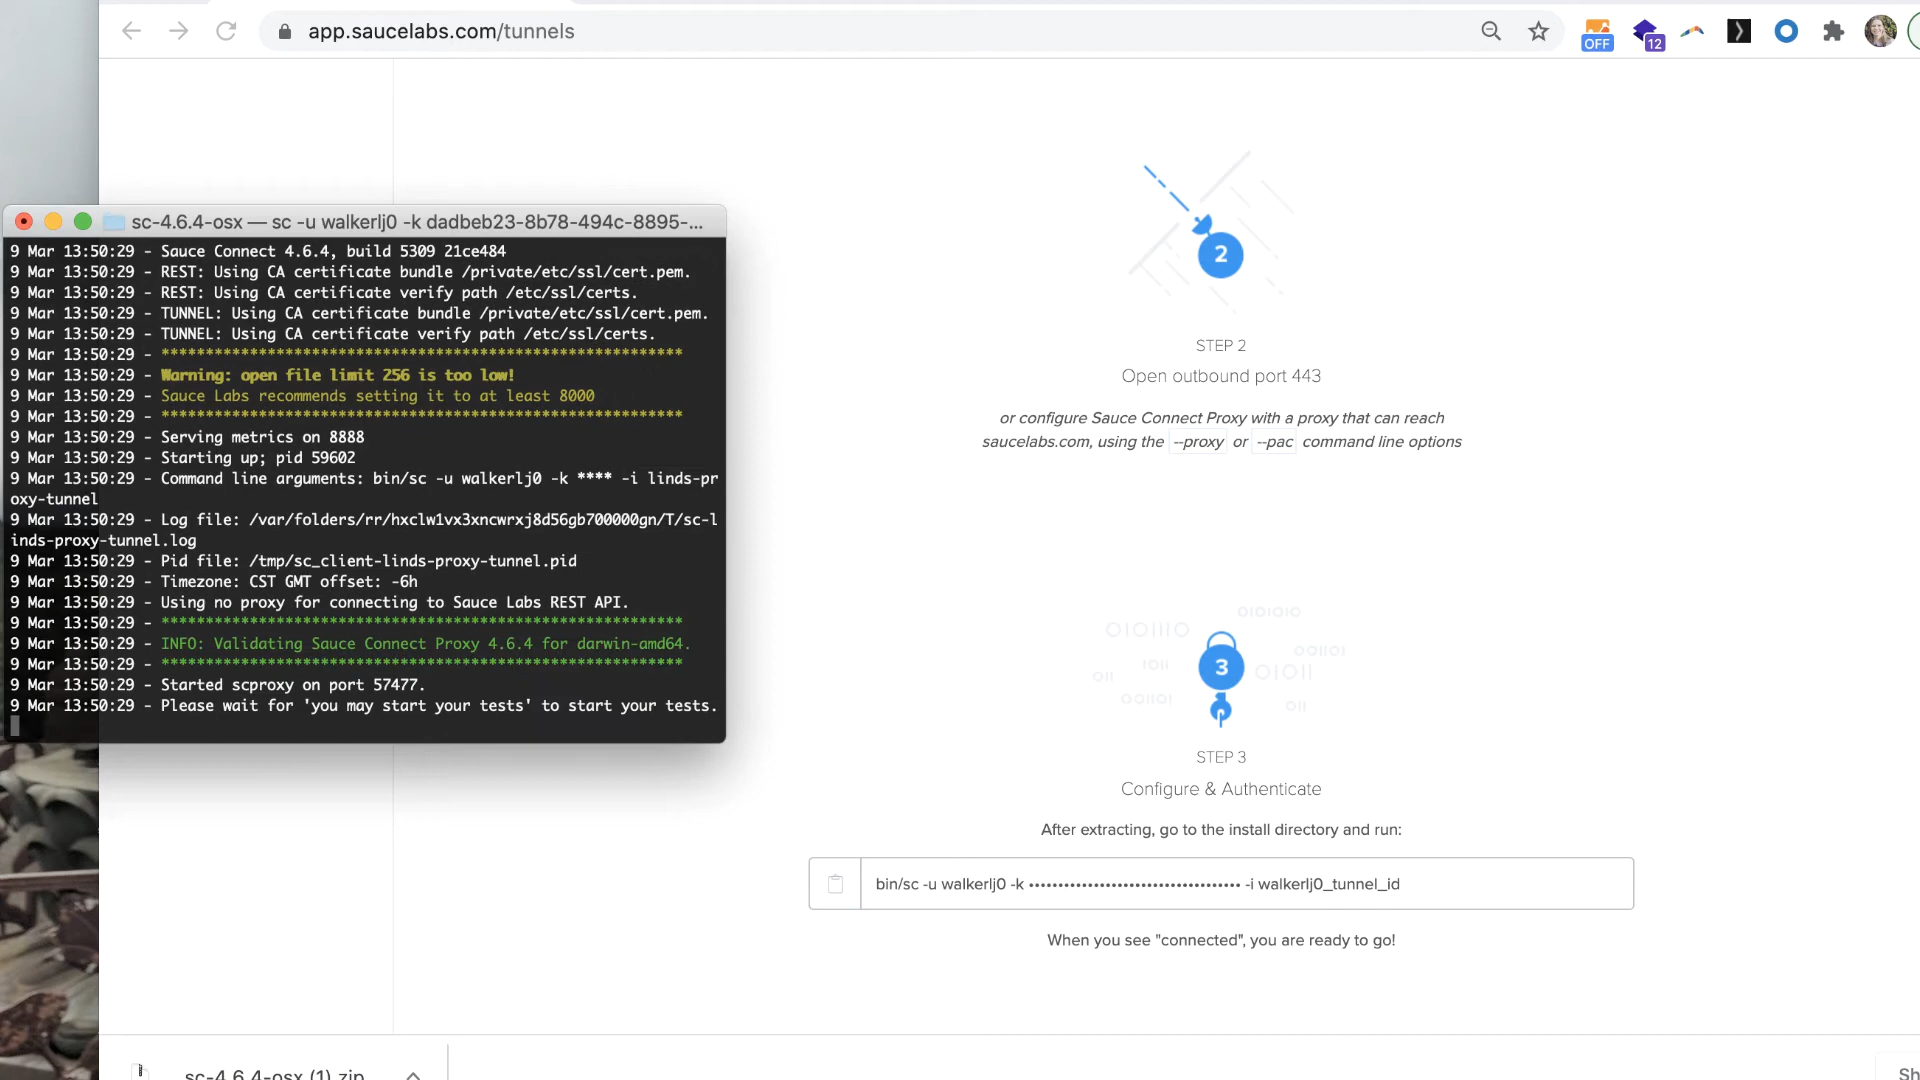 app.saucelabs.com/tunnels
OFF
12
sc-4.6.4-osx — sc -u walkerlj0 -k dadbeb23-8b78-494c-8895-...
9 Mar 13:50:29 - Sauce Connect 4.6.4, build 5309 21ce484
9 Mar 13:50:29 - REST: Using CA certificate bundle /private/etc/ssl/cert.pem.
9 Mar 13:50:29 - REST: Using CA certificate verify path /etc/ssl/certs.
9 Mar 13:50:29 - TUNNEL: Using CA certificate bundle /private/etc/ssl/cert.pem.
9 Mar 13:50:29 - TUNNEL: Using CA certificate verify path /etc/ssl/certs.
9 Mar 13:50:29 - ***********************************************************
9 Mar 13:50:29 - Warning: open file limit 256 is too low!
9 Mar 13:50:29 - Sauce Labs recommends setting it to at least 8000
9 Mar 13:50:29 - ***********************************************************
9 Mar 13:50:29 - Serving metrics on 8888
9 Mar 13:50:29 - Starting up; pid 59602
9 Mar 13:50:29 - Command line arguments: bin/sc -u walkerlj0 -k **** -i linds-pr
oxy-tunnel
9 Mar 13:50:29 - Log file: /var/folders/rr/hxclw1vx3xncwrxj8d56gb700000gn/T/sc-l
inds-proxy-tunnel.log
9 Mar 13:50:29 - Pid file: /tmp/sc_client-linds-proxy-tunnel.pid
9 Mar 13:50:29 - Timezone: CST GMT offset: -6h
9 Mar 13:50:29 - Using no proxy for connecting to Sauce Labs REST API.
9 Mar 13:50:29 - ***********************************************************
9 Mar 13:50:29 - INFO: Validating Sauce Connect Proxy 4.6.4 for darwin-amd64.
9 Mar 13:50:29 - ***********************************************************
9 Mar 13:50:29 - Started scproxy on port 57477.
9 Mar 13:50:29 - Please wait for 'you may start your tests' to start your tests.
2
STEP 2
Open outbound port 443
or configure Sauce Connect Proxy with a proxy that can reach
saucelabs.com, using the --proxy or --pac command line options
0101010
0101110
001101
1011
3
01011
011
001101
011
STEP 3
Configure & Authenticate
After extracting, go to the install directory and run:
bin/sc -u walkerlj0 -k •••••••••••••••••••••••••••••••••••• -i walkerlj0_tunnel_id
When you see "connected", you are ready to go!
sc-4.6.4-osx (1).zip
Sh